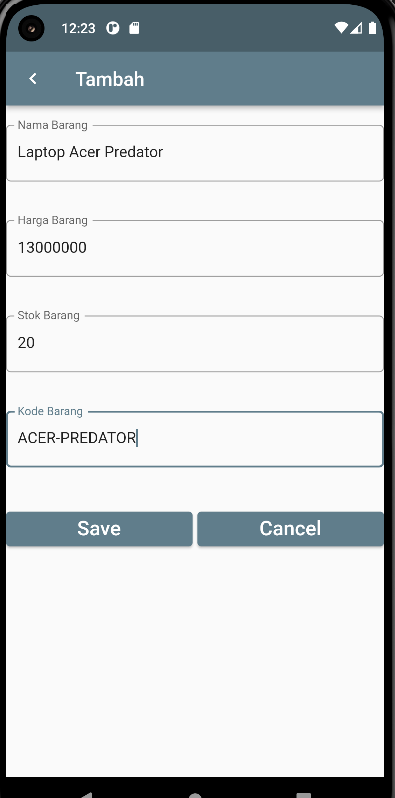 12:23
Tambah
Nama Barang
Laptop Acer Predator
Harga Barang
13000000
Stok Barang
20
Kode Barang
ACER-PREDATOR
Save Cancel